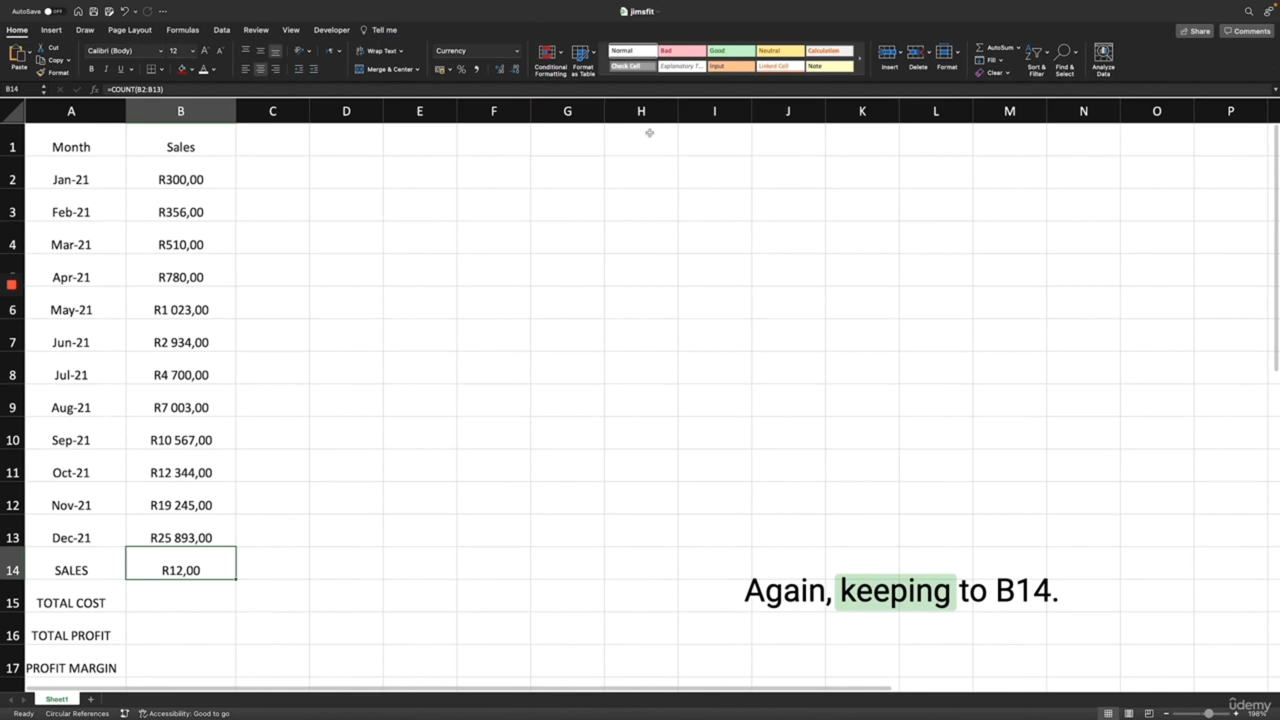 AutoSave OFF
jimsfit
Home Insert Draw Page Layout Formulas Data Review View Developer Tell me
Share Comments
Paste
Cut
Copy
Format
Calibri (Body) 12
B I U
Wrap Text
Merge & Center
Currency
Conditional Formatting
Format as Table
Normal Bad Good Neutral Calculation
Check Cell Explanatory T... Input Linked Cell Note
Insert Delete Format
AutoSum
Fill
Clear
Sort & Filter
Find & Select
Analyze Data
B14 fx =COUNT(B2:B13)
A B C D E F G H I J K L M N O P
1 Month Sales
2 Jan-21 R300,00
3 Feb-21 R356,00
4 Mar-21 R510,00
Apr-21 R780,00
6 May-21 R1 023,00
7 Jun-21 R2 934,00
8 Jul-21 R4 700,00
9 Aug-21 R7 003,00
10 Sep-21 R10 567,00
11 Oct-21 R12 344,00
12 Nov-21 R19 245,00
13 Dec-21 R25 893,00
14 SALES R12,00
Again, keeping to B14.
15 TOTAL COST
16 TOTAL PROFIT
17 PROFIT MARGIN
Sheet1 +
Ready Circular References Accessibility: Good to go
198%
udemy